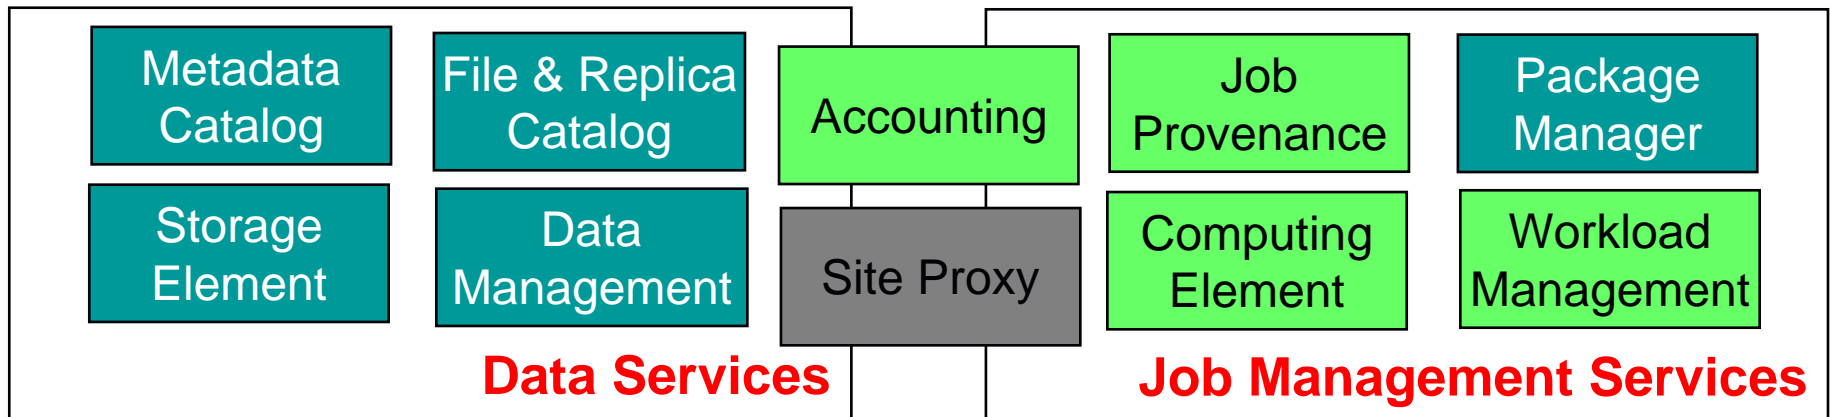 Metadata
Catalog
File & Replica
Catalog
Accounting
Job
Provenance
Package
Manager
Storage
Element
Data
Management
Site Proxy
Computing
Element
Workload
Management
Data Services
Job Management Services